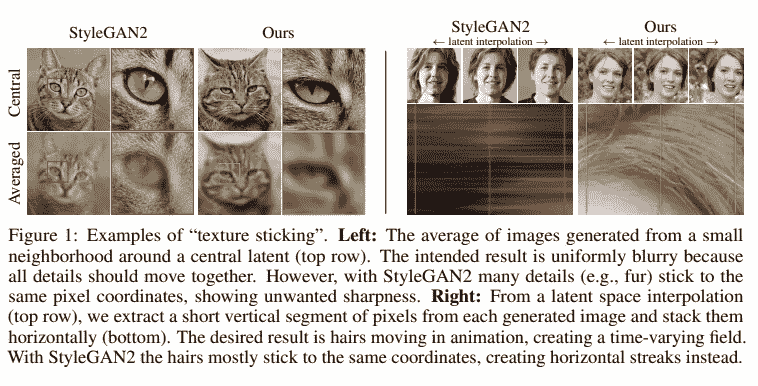 StyleGAN2 Ours
Central
Averaged
StyleGAN2 Ours
← latent interpolation → ← latent interpolation →
Figure 1: Examples of “texture sticking”. Left: The average of images generated from a small
neighborhood around a central latent (top row). The intended result is uniformly blurry because
all details should move together. However, with StyleGAN2 many details (e.g., fur) stick to the
same pixel coordinates, showing unwanted sharpness. Right: From a latent space interpolation
(top row), we extract a short vertical segment of pixels from each generated image and stack them
horizontally (bottom). The desired result is hairs moving in animation, creating a time-varying field.
With StyleGAN2 the hairs mostly stick to the same coordinates, creating horizontal streaks instead.